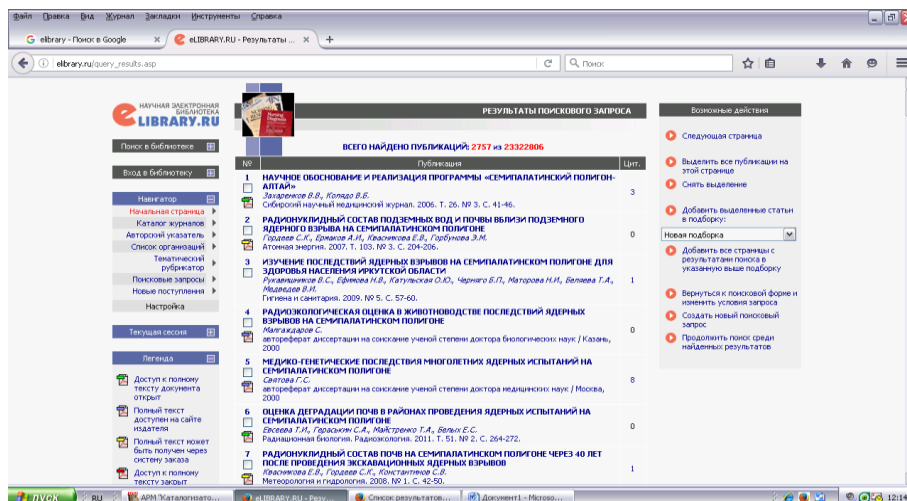 Файл Правка Вид Журнал Закладки Инструменты Справка
elibrary - Поиск в Google
eLIBRARY.RU - Результаты ...
elibrary.ru/query_results.asp
Поиск
НАУЧНАЯ ЭЛЕКТРОННАЯ
БИБЛИОТЕКА
LIBRARY.RU
Поиск в библиотеке
Вход в библиотеку
Навигатор
Начальная страница
Каталог журналов
Авторский указатель
Список организаций
Тематический
рубрикатор
Поисковые запросы
Новые поступления
Настройка
Текущая сессия
Легенда
Доступ к полному
тексту документа
открыт
Полный текст
доступен на сайте
издателя
Полный текст может
быть получен через
систему заказа
Доступ к полному
тексту закрыт
РЕЗУЛЬТАТЫ ПОИСКОВОГО ЗАПРОСА
ВСЕГО НАЙДЕНО ПУБЛИКАЦИЙ: 2757 из 23322806
№ Публикация Цит.
1 НАУЧНОЕ ОБОСНОВАНИЕ И РЕАЛИЗАЦИЯ ПРОГРАММЫ «СЕМИПАЛАТИНСКИЙ ПОЛИГОН-
АЛТАЙ»
Захаренков В.В., Колядо В.Б.
Сибирский научный медицинский журнал. 2006. Т. 26. № 3. С. 41-46.
3
2 РАДИОНУКЛИДНЫЙ СОСТАВ ПОДЗЕМНЫХ ВОД И ПОЧВЫ ВБЛИЗИ ПОДЗЕМНОГО
ЯДЕРНОГО ВЗРЫВА НА СЕМИПАЛАТИНСКОМ ПОЛИГОНЕ
Гордеев С.К., Ермаков А.И., Квасникова Е.В., Горбунова Э.М.
Атомная энергия. 2007. Т. 103. № 3. С. 204-206.
0
3 ИЗУЧЕНИЕ ПОСЛЕДСТВИЙ ЯДЕРНЫХ ВЗРЫВОВ НА СЕМИПАЛАТИНСКОМ ПОЛИГОНЕ ДЛЯ
ЗДОРОВЬЯ НАСЕЛЕНИЯ ИРКУТСКОЙ ОБЛАСТИ
Рукавишников В.С., Ефимова Н.В., Катульская О.Ю., Черняго Б.П., Маторова Н.И., Беляева Т.А.,
Медведев В.И.
Гигиена и санитария. 2009. № 5. С. 57-60.
1
4 РАДИОЭКОЛОГИЧЕСКАЯ ОЦЕНКА В ЖИВОТНОВОДСТВЕ ПОСЛЕДСТВИЙ ЯДЕРНЫХ
ВЗРЫВОВ НА СЕМИПАЛАТИНСКОМ ПОЛИГОНЕ
Малгаждаров С.
автореферат диссертации на соискание ученой степени доктора биологических наук / Казань,
2000
0
5 МЕДИКО-ГЕНЕТИЧЕСКИЕ ПОСЛЕДСТВИЯ МНОГОЛЕТНИХ ЯДЕРНЫХ ИСПЫТАНИЙ НА
СЕМИПАЛАТИНСКОМ ПОЛИГОНЕ
Святова Г.С.
автореферат диссертации на соискание ученой степени доктора медицинских наук / Москва,
2000
8
6 ОЦЕНКА ДЕГРАДАЦИИ ПОЧВ В РАЙОНАХ ПРОВЕДЕНИЯ ЯДЕРНЫХ ИСПЫТАНИЙ НА
СЕМИПАЛАТИНСКОМ ПОЛИГОНЕ
Евсеева Т.И., Гераськин С.А., Майстренко Т.А., Белых Е.С.
Радиационная биология. Радиоэкология. 2011. Т. 51. № 2. С. 264-272.
0
7 РАДИОНУКЛИДНЫЙ СОСТАВ ПОЧВ НА СЕМИПАЛАТИНСКОМ ПОЛИГОНЕ ЧЕРЕЗ 40 ЛЕТ
ПОСЛЕ ПРОВЕДЕНИЯ ЭКСКАВАЦИОННЫХ ЯДЕРНЫХ ВЗРЫВОВ
Квасникова Е.В., Гордеев С.К., Константинов С.В.
Метеорология и гидрология. 2008. № 1. С. 42-50.
1
Возможные действия
Следующая страница
Выделить все публикации на
этой странице
Снять выделение
Добавить выделенные статьи
в подборку:
Новая подборка
Добавить все страницы с
результатами поиска в
указанную выше подборку
Вернуться к поисковой форме и
изменить условия запроса
Создать новый поисковый
запрос
Продолжить поиск среди
найденных результатов
пуск
RU
АРМ "Каталогизато...
eLIBRARY.RU - Резу...
Список результатов...
Документ1 - Microso...
12:14